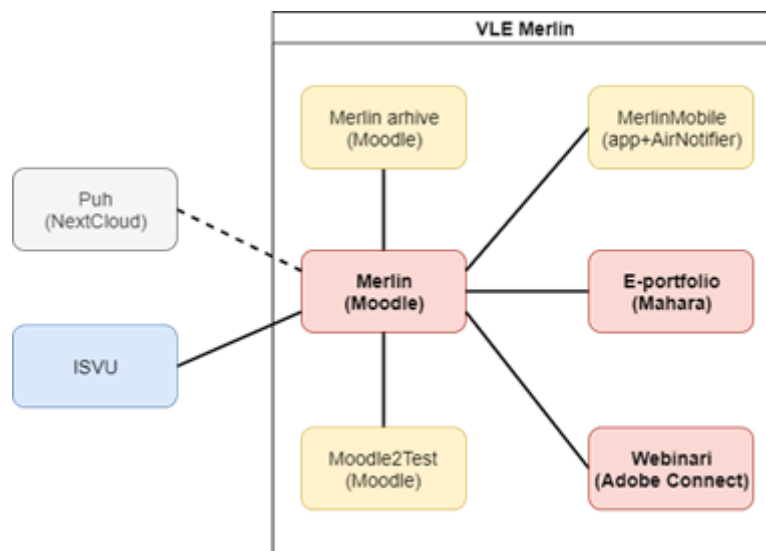 VLE Merlin
Merlin arhive
(Moodle)
MerlinMobile
(app+AirNotifier)
Puh
(NextCloud)
Merlin
(Moodle)
E-portfolio
(Mahara)
ISVU
Moodle2Test
(Moodle)
Webinari
(Adobe Connect)